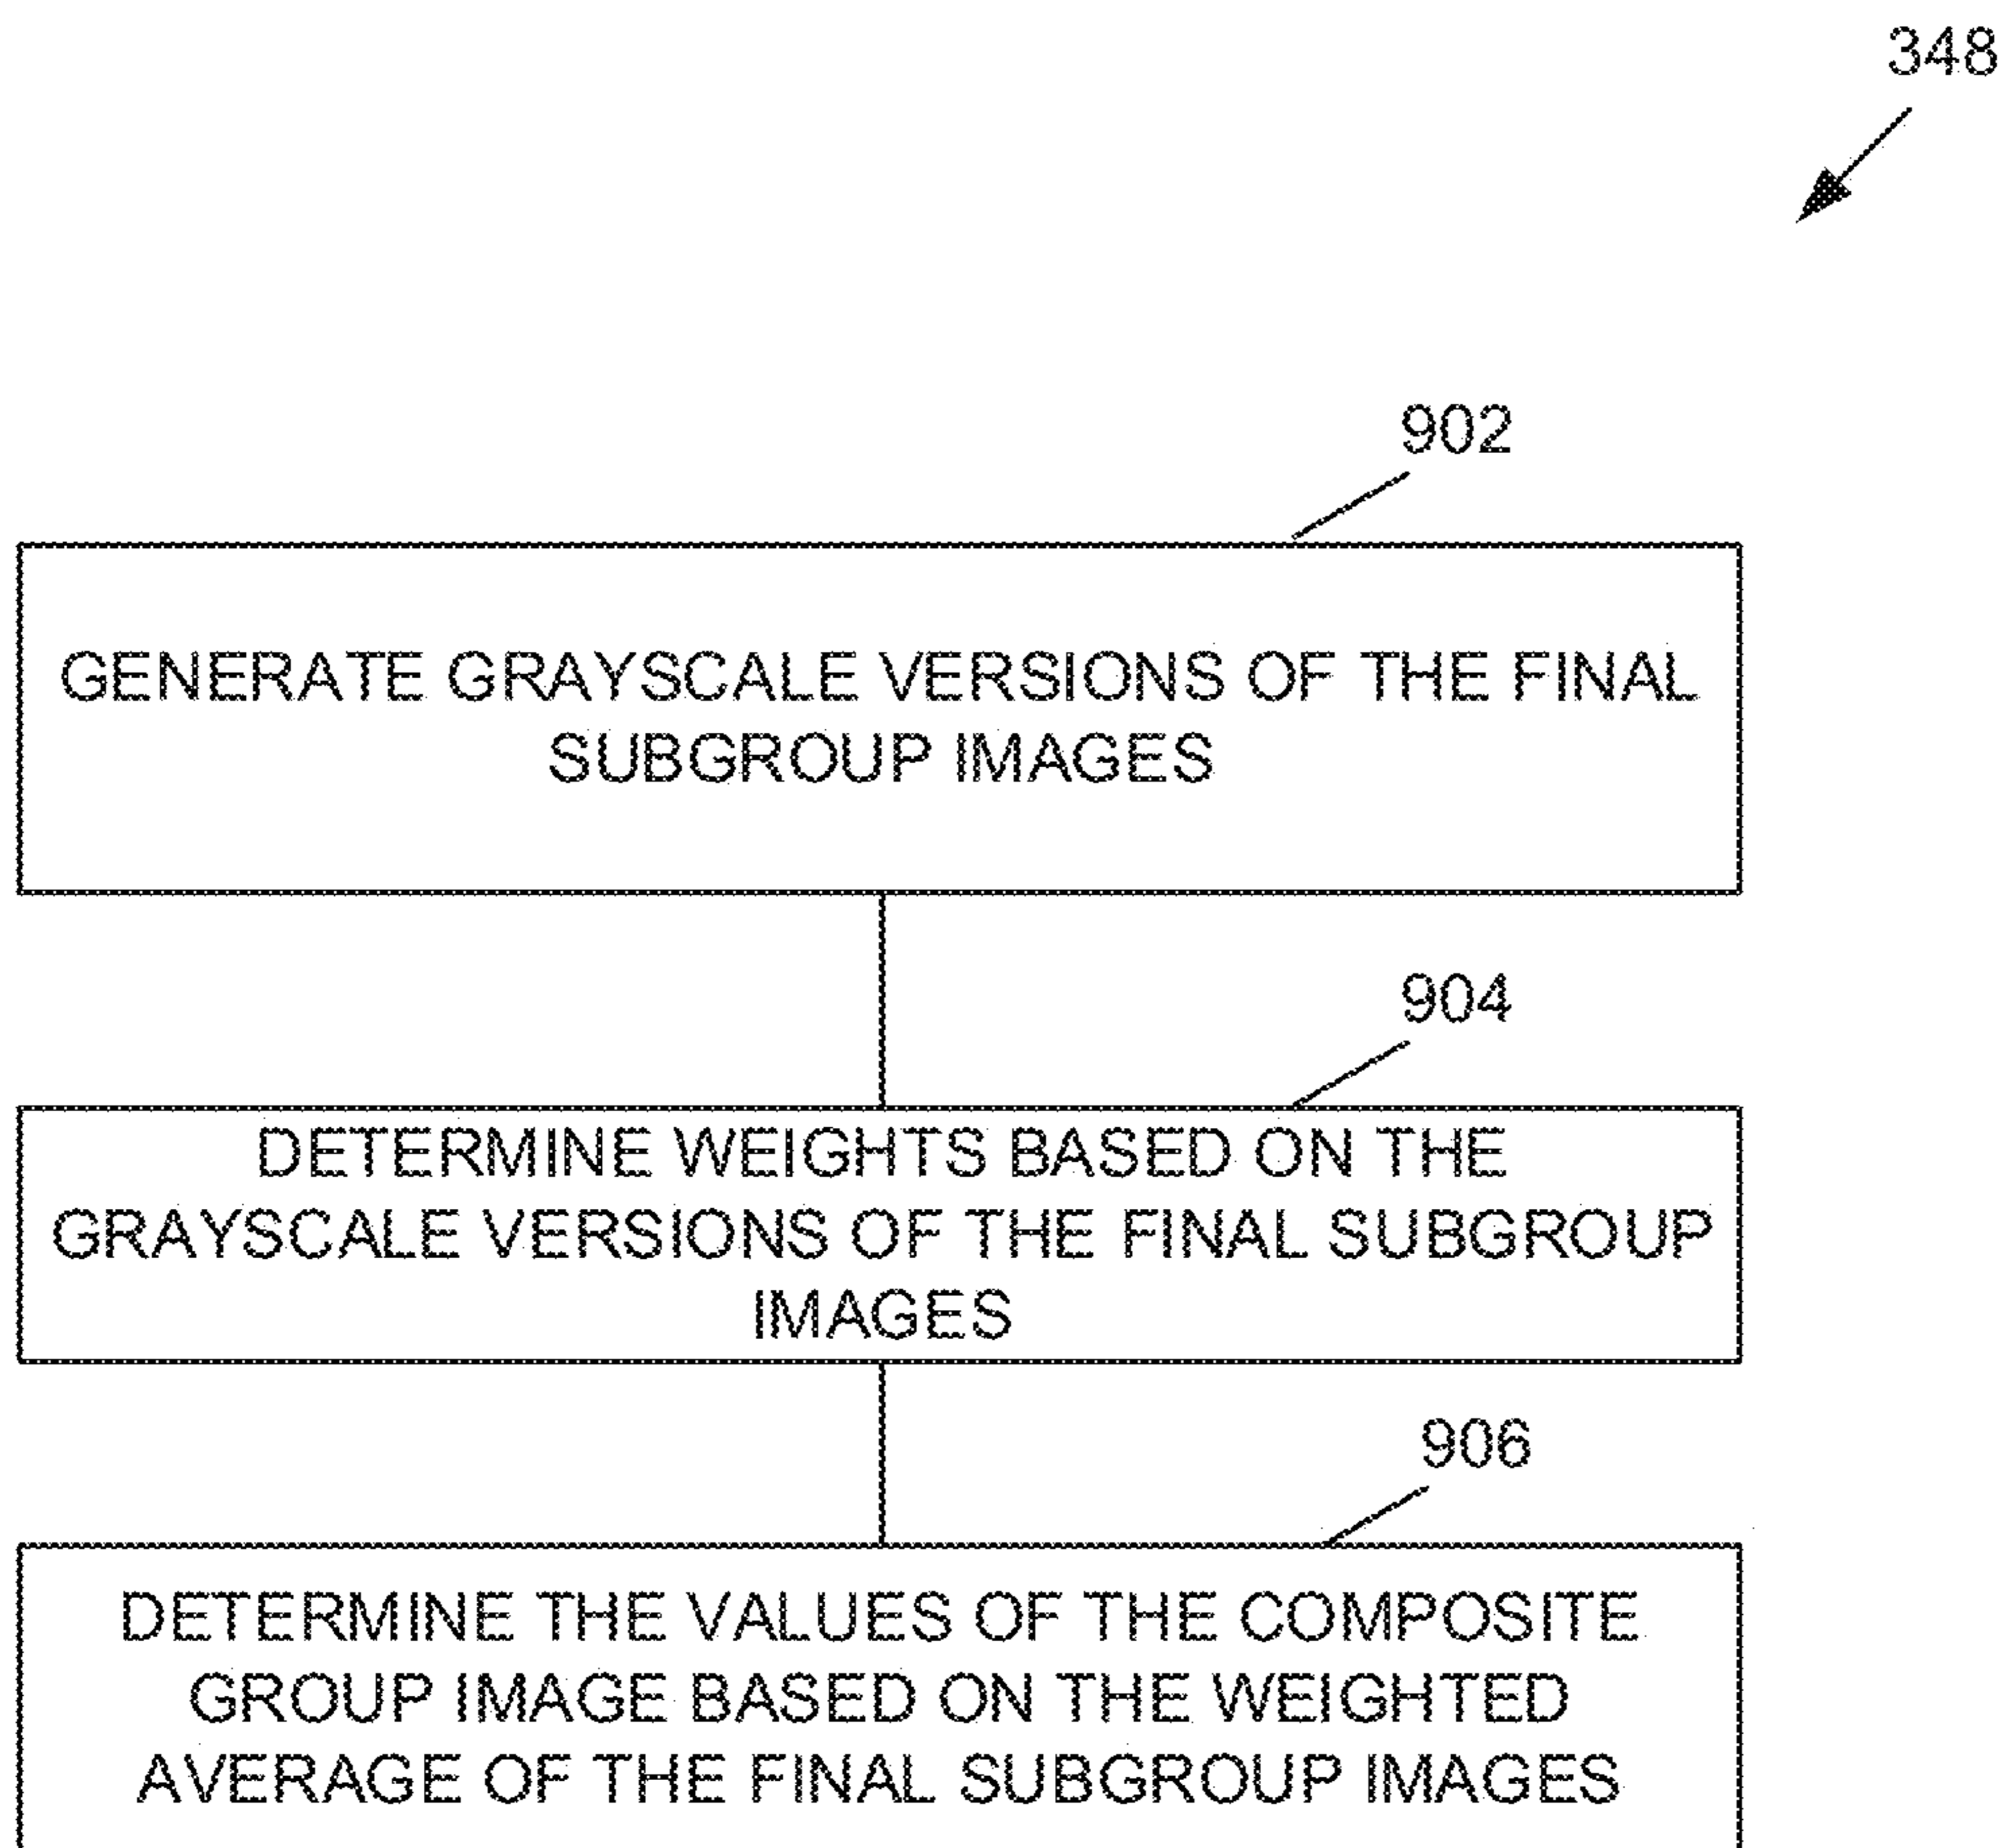 348
902
GENERATE GRAYSCALE VERSIONS OF THE FINAL
SUBGROUP IMAGES
904
DETERMINE WEIGHTS BASED ON THE
GRAYSCALE VERSIONS OF THE FINAL SUBGROUP
IMAGES
906
DETERMINE THE VALUES OF THE COMPOSITE
GROUP IMAGE BASED ON THE WEIGHTED
AVERAGE OF THE FINAL SUBGROUP IMAGES